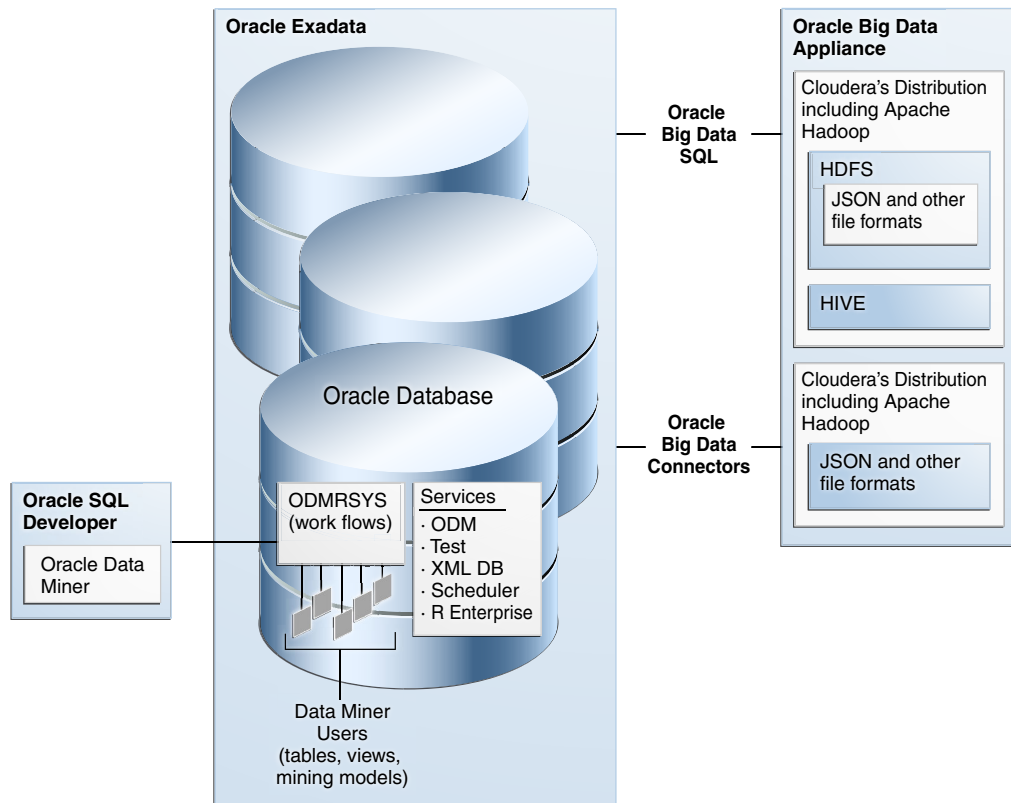 Oracle Exadata
Oracle Database
ODMRSYS
(work flows)
Services
· ODM
· Test
· XML DB
· Scheduler
· R Enterprise
Data Miner
Users
(tables, views,
mining models)
Oracle SQL
Developer
Oracle Data
Miner
Oracle
Big Data
SQL
Oracle
Big Data
Connectors
Oracle Big Data
Appliance
Cloudera's Distribution
including Apache
Hadoop
HDFS
JSON and other
file formats
HIVE
Cloudera's Distribution
including Apache
Hadoop
JSON and other
file formats